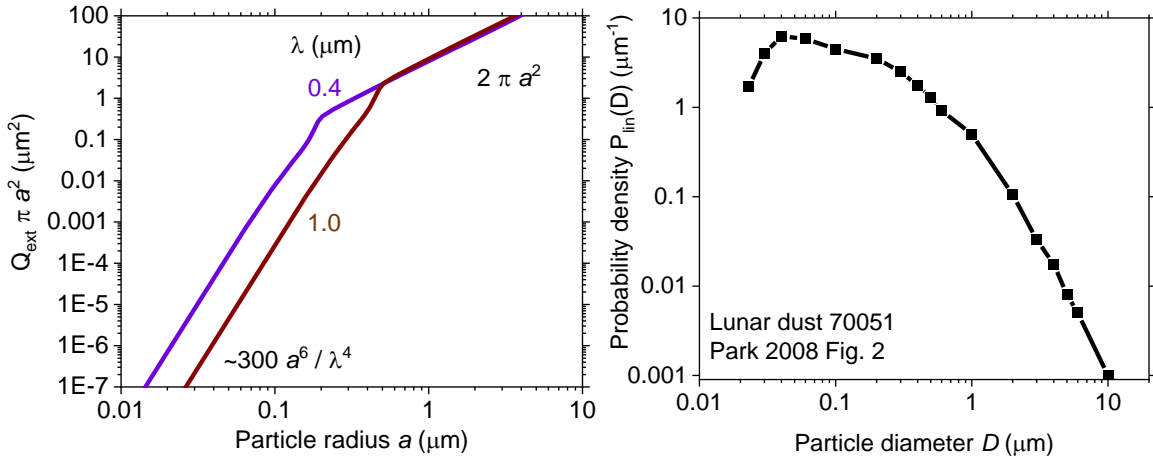 100
10
1
0.1
0.01
0.001
1E-4
1E-5
1E-6
1E-7
Q_ext π a² (μm²)
λ (μm)
0.4
1.0
2 π a²
~300 a⁶ / λ⁴
0.01
0.1
1
10
Particle radius a (μm)
10
1
0.1
0.01
0.001
Probability density P_lin(D) (μm⁻¹)
Lunar dust 70051
Park 2008 Fig. 2
0.01
0.1
1
10
Particle diameter D (μm)